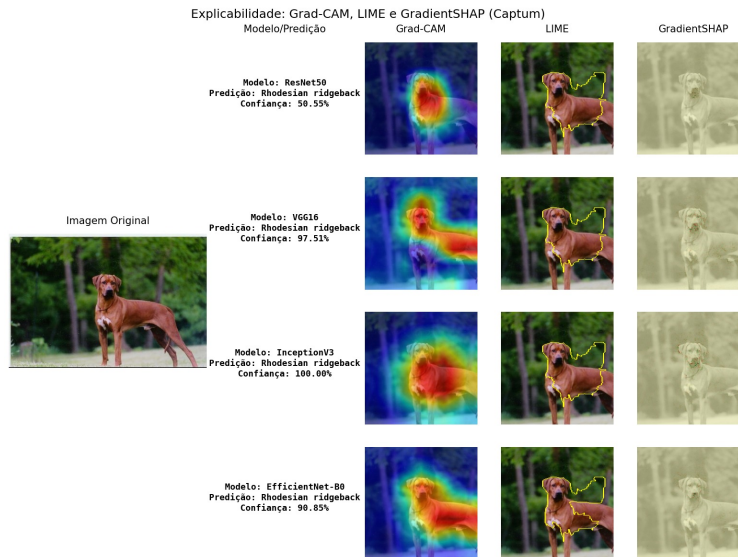 Explicabilidade: Grad-CAM, LIME e GradientSHAP (Captum)
Modelo/Predição
Grad-CAM
LIME
GradientSHAP
Modelo: ResNet50
Predição: Rhodesian ridgeback
Confiança: 50.55%
Imagem Original
Modelo: VGG16
Predição: Rhodesian ridgeback
Confiança: 97.51%
Modelo: InceptionV3
Predição: Rhodesian ridgeback
Confiança: 100.00%
Modelo: EfficientNet-B0
Predição: Rhodesian ridgeback
Confiança: 90.85%